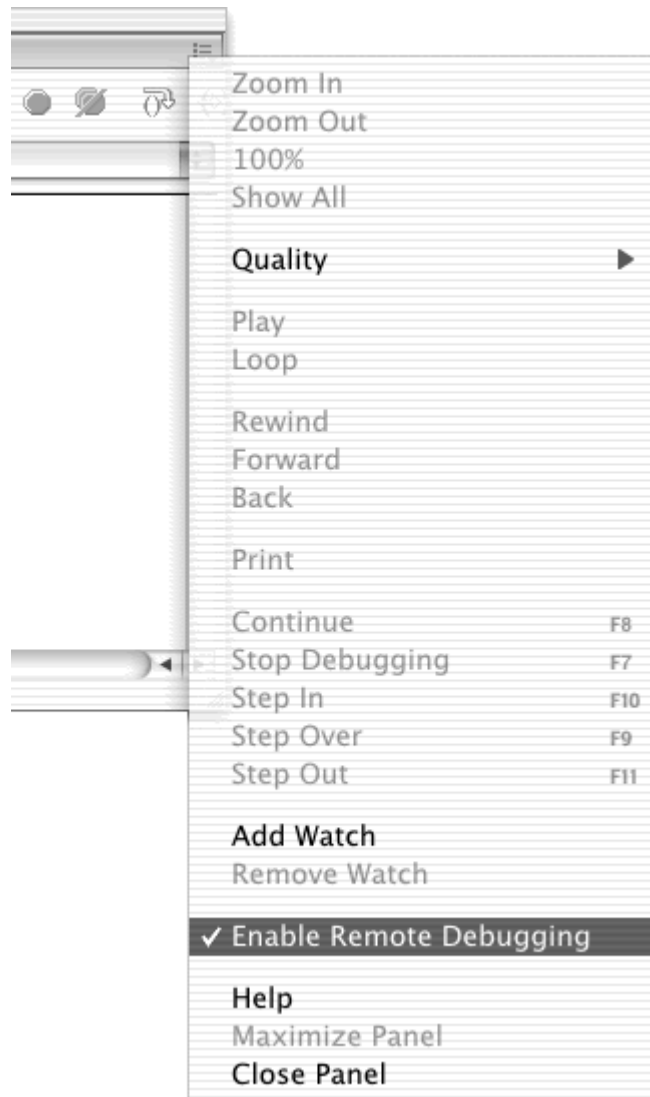 Zoom In
Zoom Out
100%
Show All
Quality
Play
Loop
Rewind
Forward
Back
Print
Continue F8
Stop Debugging F7
Step In F10
Step Over F9
Step Out F11
Add Watch
Remove Watch
✓ Enable Remote Debugging
Help
Maximize Panel
Close Panel